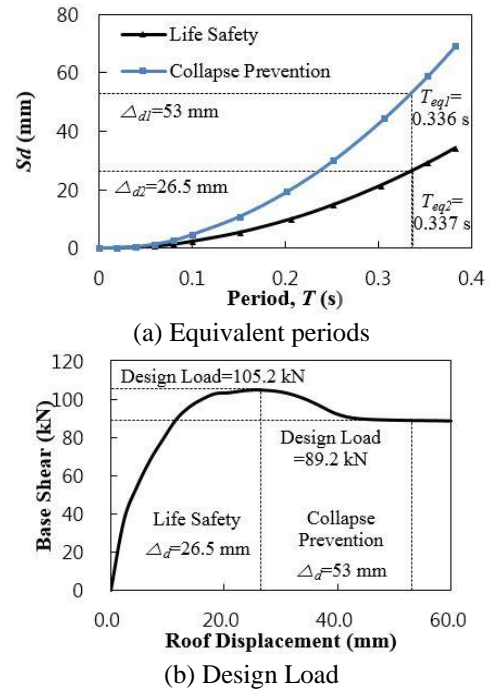 80
60
40
20
0
Sd (mm)
Life Safety
Collapse Prevention
△d1=53 mm
△d2=26.5 mm
Teq1=
0.336 s
Teq2=
0.337 s
0 0.1 0.2 0.3 0.4
Period, T (s)
(a) Equivalent periods
120
100
80
60
40
20
0
Base Shear (kN)
Design Load=105.2 kN
Design Load
=89.2 kN
Life Safety
△d=26.5 mm
Collapse
Prevention
△d=53 mm
0.0 20.0 40.0 60.0
Roof Displacement (mm)
(b) Design Load